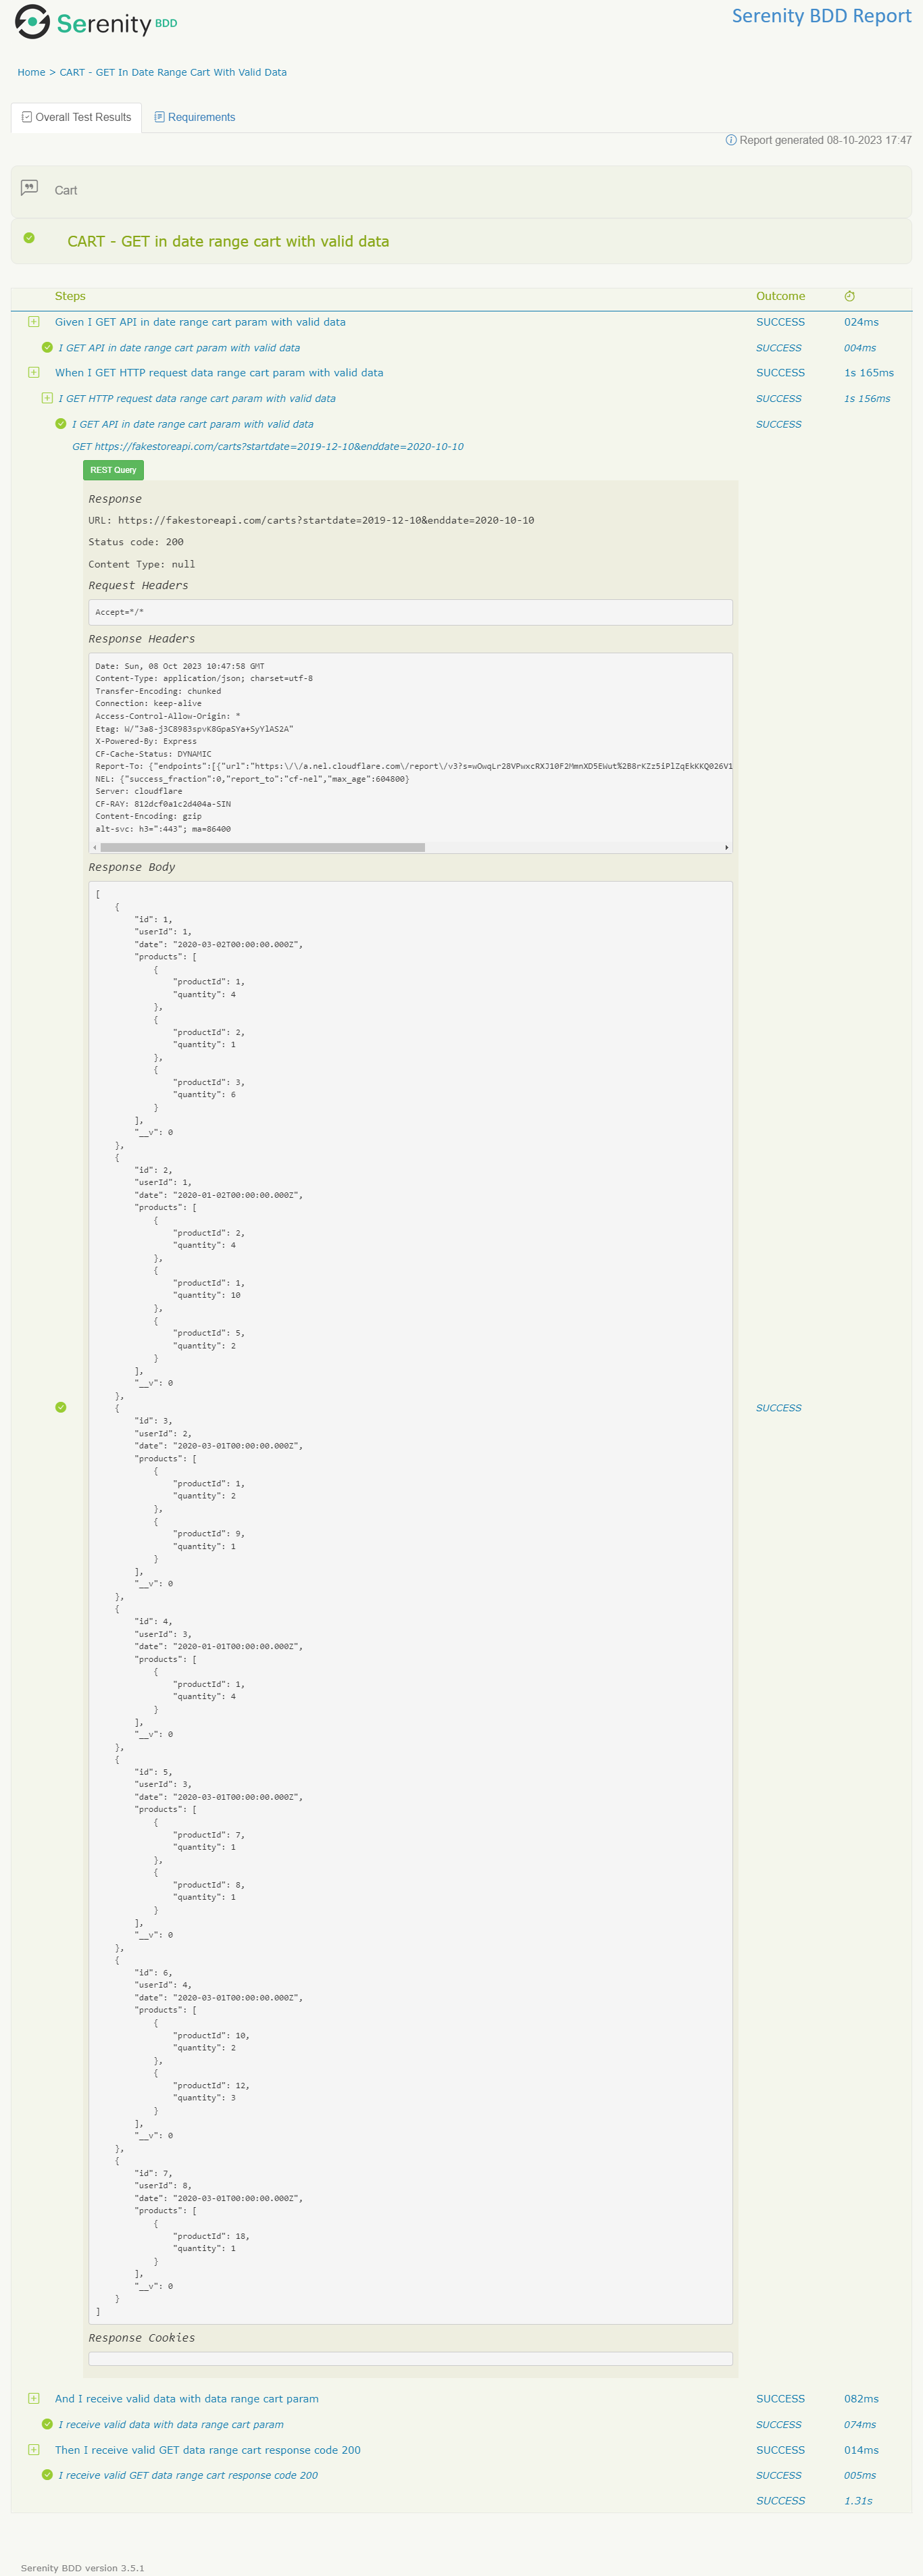 Serenity BDD
Serenity BDD Report
Home > CART - GET In Date Range Cart With Valid Data
Overall Test Results
Requirements
Report generated 08-10-2023 17:47
Cart
CART - GET in date range cart with valid data
Steps Outcome
Given I GET API in date range cart param with valid data SUCCESS 024ms
I GET API in date range cart param with valid data SUCCESS 004ms
When I GET HTTP request data range cart param with valid data SUCCESS 1s 165ms
I GET HTTP request data range cart param with valid data SUCCESS 1s 156ms
I GET API in date range cart param with valid data SUCCESS
GET https://fakestoreapi.com/carts?startdate=2019-12-10&enddate=2020-10-10
REST Query
Response
URL: https://fakestoreapi.com/carts?startdate=2019-12-10&enddate=2020-10-10
Status code: 200
Content Type: null
Request Headers
Accept=*/*
Response Headers
Date: Sun, 08 Oct 2023 10:47:58 GMT
Content-Type: application/json; charset=utf-8
Transfer-Encoding: chunked
Connection: keep-alive
Access-Control-Allow-Origin: *
Etag: W/"3a8-j3C8983spvK8GpaSYa+SyYlAS2A"
X-Powered-By: Express
CF-Cache-Status: DYNAMIC
Report-To: {"endpoints":[{"url":"https:\/\/a.nel.cloudflare.com\/report\/v3?
NEL: {"success_fraction":0,"report_to":"cf-nel","max_age":604800}
Server: cloudflare
CF-RAY: 812dcf0a1c2d404a-SIN
Content-Encoding: gzip
alt-svc: h3=":443"; ma=86400
Response Body
[
{
"id": 1,
"userId": 1,
"date": "2020-03-02T00:00:00.000Z",
"products": [
{
"productId": 1,
"quantity": 4
},
{
"productId": 2,
"quantity": 1
},
{
"productId": 3,
"quantity": 6
}
],
"__v": 0
},
{
"id": 2,
"userId": 1,
"date": "2020-01-02T00:00:00.000Z",
"products": [
{
"productId": 2,
"quantity": 4
},
{
"productId": 1,
"quantity": 10
},
{
"productId": 5,
"quantity": 2
}
],
"__v": 0
},
{
SUCCESS
"id": 3,
"userId": 2,
"date": "2020-03-01T00:00:00.000Z",
"products": [
{
"productId": 1,
"quantity": 2
},
{
"productId": 9,
"quantity": 1
}
],
"__v": 0
},
{
"id": 4,
"userId": 3,
"date": "2020-01-01T00:00:00.000Z",
"products": [
{
"productId": 1,
"quantity": 4
}
],
"__v": 0
},
{
"id": 5,
"userId": 3,
"date": "2020-03-01T00:00:00.000Z",
"products": [
{
"productId": 7,
"quantity": 1
},
{
"productId": 8,
"quantity": 1
}
],
"__v": 0
},
{
"id": 6,
"userId": 4,
"date": "2020-03-01T00:00:00.000Z",
"products": [
{
"productId": 10,
"quantity": 2
},
{
"productId": 12,
"quantity": 3
}
],
"__v": 0
},
{
"id": 7,
"userId": 8,
"date": "2020-03-01T00:00:00.000Z",
"products": [
{
"productId": 18,
"quantity": 1
}
],
"__v": 0
}
]
Response Cookies
And I receive valid data with data range cart param SUCCESS 082ms
I receive valid data with data range cart param SUCCESS 074ms
Then I receive valid GET data range cart response code 200 SUCCESS 014ms
I receive valid GET data range cart response code 200 SUCCESS 005ms
SUCCESS 1.31s
Serenity BDD version 3.5.1